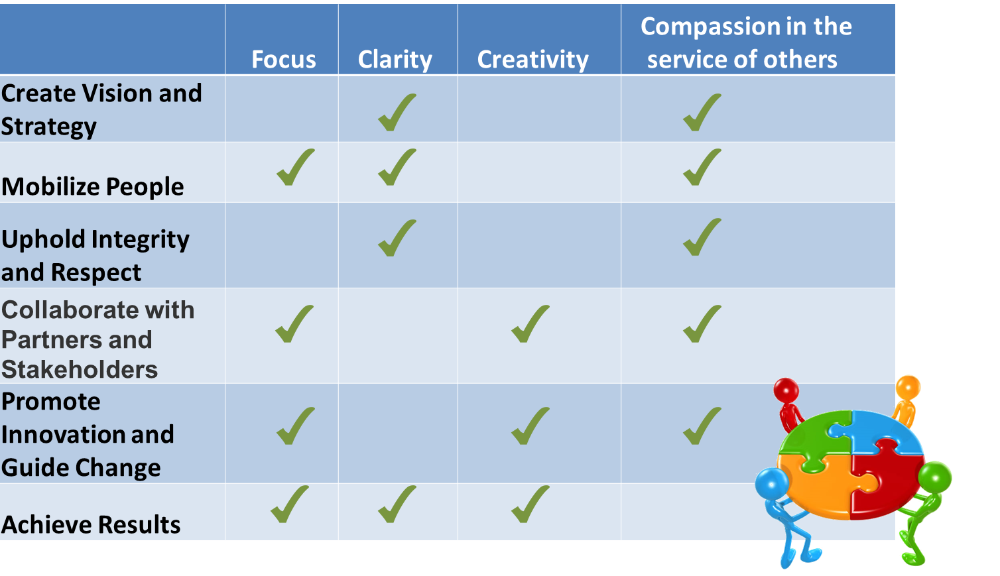 Compassion in the
Focus Clarity Creativity service of others
Create Vision and
Strategy
Mobilize People
Uphold Integrity
and Respect
Collaborate with
Partners and
Stakeholders
Promote
Innovation and
Guide Change
Achieve Results